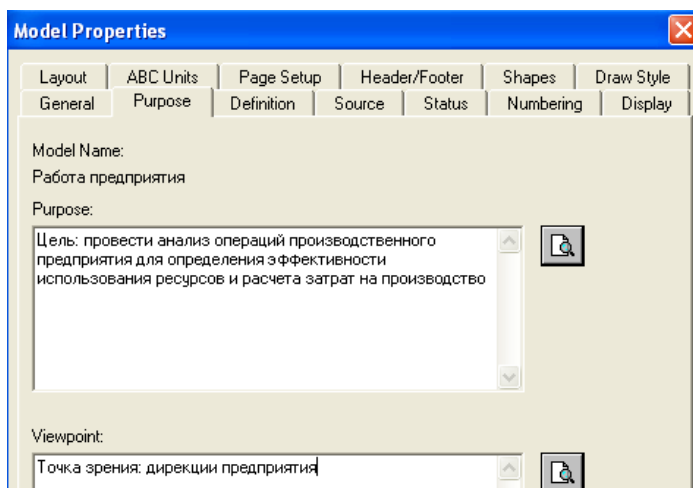 Model Properties
Layout ABC Units Page Setup Header/Footer Shapes Draw Style
General Purpose Definition Source Status Numbering Display
Model Name:
Работа предприятия
Purpose:
Цель: провести анализ операций производственного
предприятия для определения эффективности
использования ресурсов и расчета затрат на производство
Viewpoint:
Точка зрения: дирекции предприятия